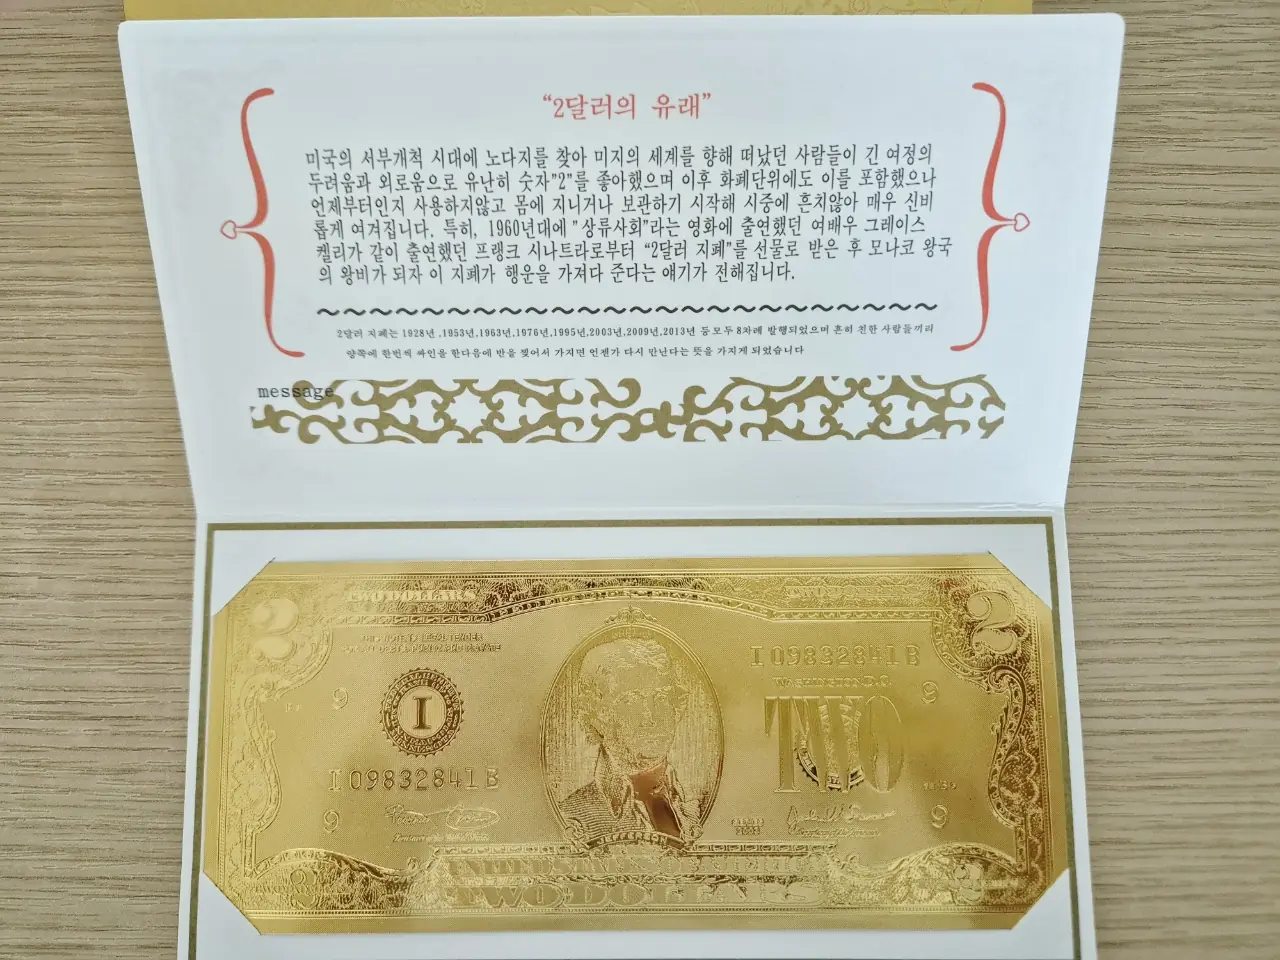 “2달러의 유래”
미국의 서부개척 시대에 노다지를 찾아 미지의 세계를 향해 떠났던 사람들이 긴 여정의
두려움과 외로움으로 유난히 숫자"2"를 좋아했으며 이후 화폐단위에도 이를 포함했으나
언제부터인지 사용하지않고 몸에 지니거나 보관하기 시작해 시중에 흔치않아 매우 신비
롭게 여겨집니다. 특히, 1960년대에 "상류사회"라는 영화에 출연했던 여배우 그레이스
켈리가 같이 출연했던 프랭크 시나트라로부터 “2달러 지폐”를 선물로 받은 후 모나코 왕국
의 왕비가 되자 이 지폐가 행운을 가져다 준다는 얘기가 전해집니다.
2달러 지폐는 1928년 ,1953년,1963년,1976년,1995년,2003년,2009년,2013년 등모두 8차례 발행되었으며 흔히 친한 사람들끼리
양쪽에 한번씩 싸인을 한다음에 반을 찢어서 가지면 언젠가 다시 만난다는 뜻을 가지게 되었습니다
message
TWO DOLLARS
TWO DOLLARS
2
2
THIS NOTE IS LEGAL TENDER
I 09832841 B
WASHINGTON, D.C.
9
9
I
TWO
I 09832841 B
9
9
2003
TWO DOLLARS